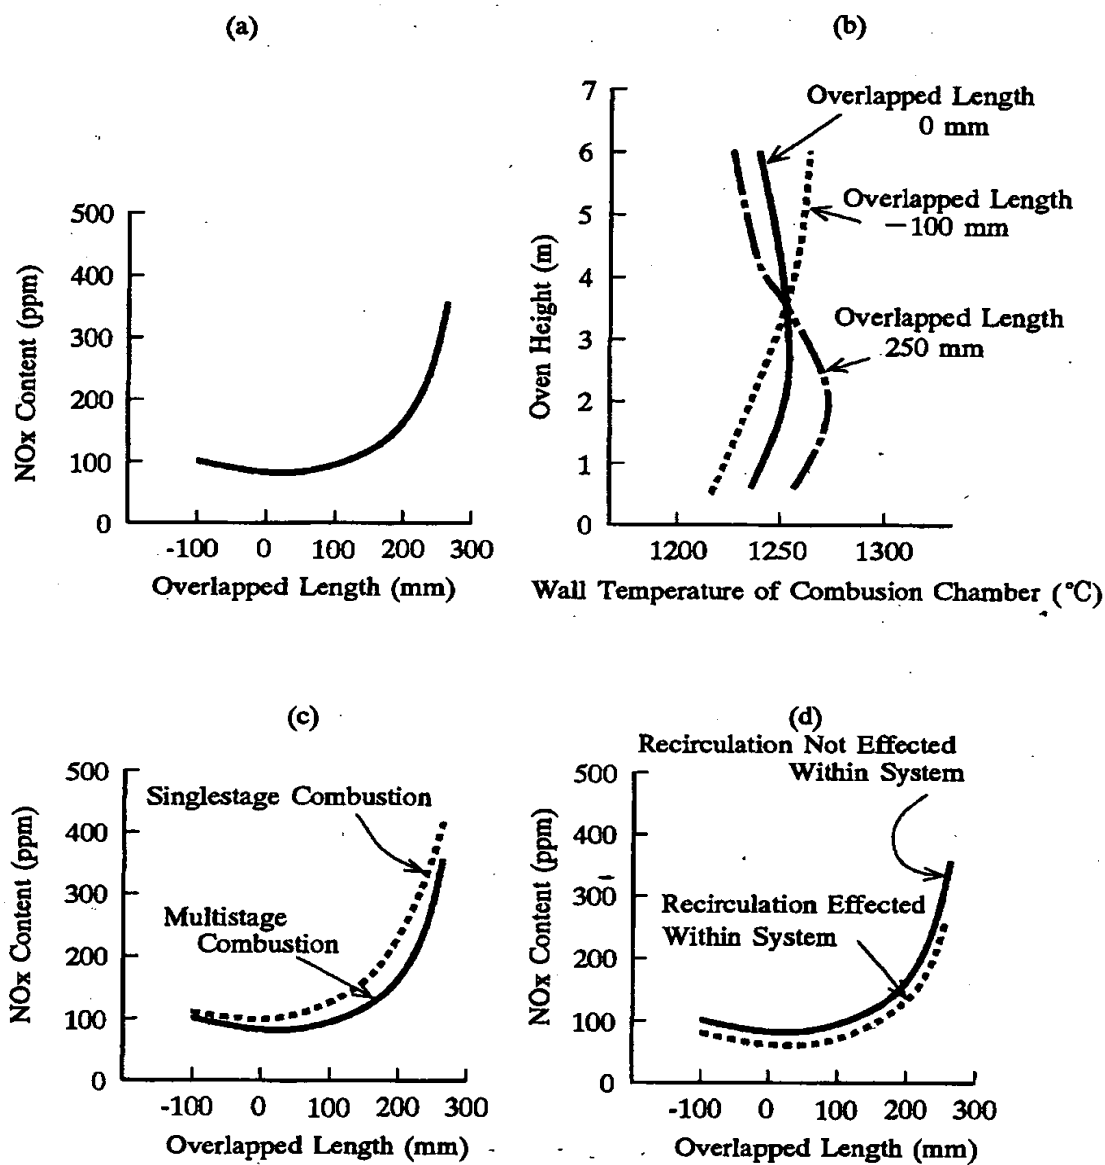 (a)
500
400
300
200
100
0
-100 0 100 200 300
NOx Content (ppm)
Overlapped Length (mm)
(b)
7
6
5
4
3
2
1
0
1200 1250 1300
Oven Height (m)
Wall Temperature of Combusion Chamber (°C)
Overlapped Length
0 mm
Overlapped Length
−100 mm
Overlapped Length
250 mm
(c)
500
400
300
200
100
0
-100 0 100 200 300
NOx Content (ppm)
Overlapped Length (mm)
Singlestage Combustion
Multistage
Combustion
(d)
Recirculation Not Effected
Within System
500
400
300
200
100
0
-100 0 100 200 300
NOx Content (ppm)
Overlapped Length (mm)
Recirculation Effected
Within System